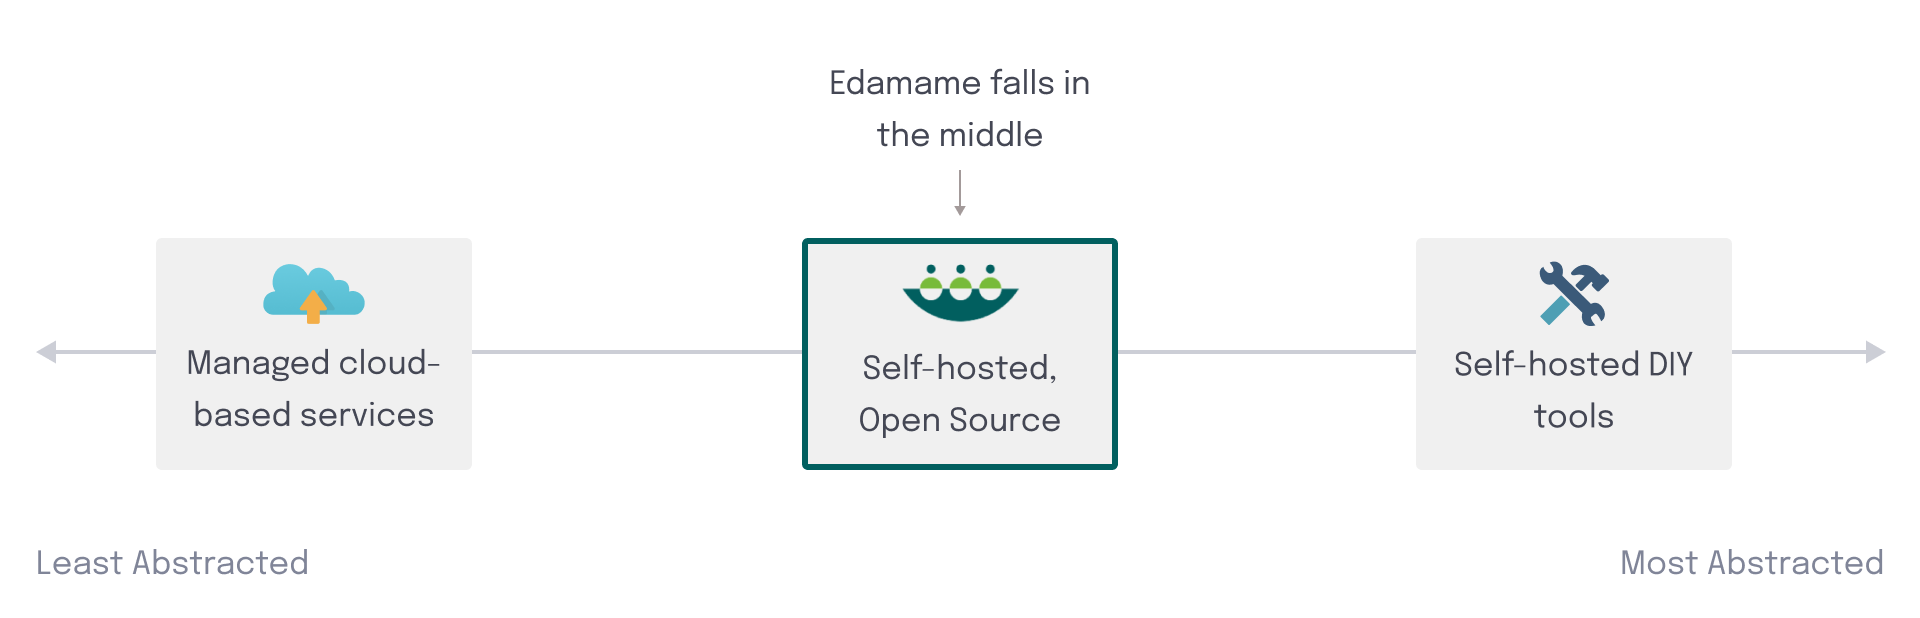 Edamame falls in
the middle
Managed cloud-
based services
Self-hosted,
Open Source
Self-hosted DIY
tools
Least Abstracted
Most Abstracted